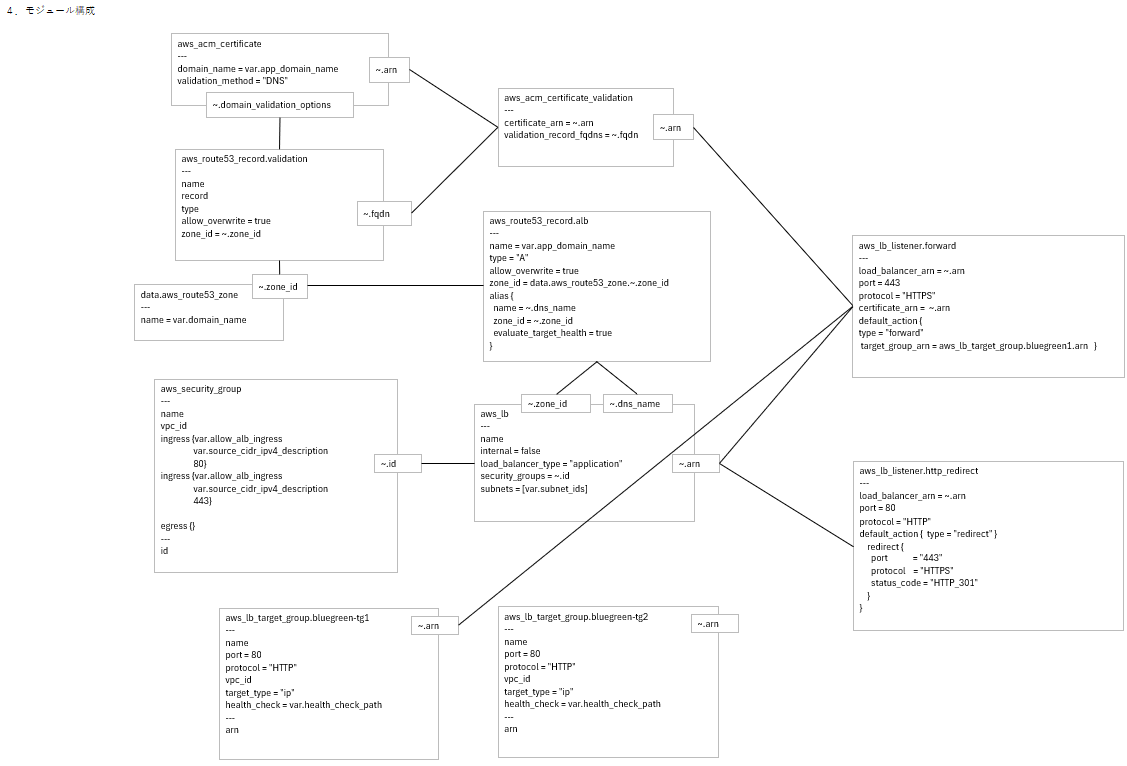 4．モジュール構成
aws_acm_certificate
---
domain_name = var.app_domain_name
validation_method = "DNS"
~.arn
~.domain_validation_options
aws_acm_certificate_validation
---
certificate_arn = ~.arn
validation_record_fqdns = ~.fqdn
~.arn
aws_route53_record.validation
---
name
record
type
allow_overwrite = true
zone_id = ~.zone_id
~.fqdn
~.zone_id
data.aws_route53_zone
---
name = var.domain_name
aws_route53_record.alb
---
name = var.app_domain_name
type = "A"
allow_overwrite = true
zone_id = data.aws_route53_zone.~.zone_id
alias {
name = ~.dns_name
zone_id = ~.zone_id
evaluate_target_health = true
}
aws_lb_listener.forward
---
load_balancer_arn = ~.arn
port = 443
protocol = "HTTPS"
certificate_arn = ~.arn
default_action {
type = "forward"
target_group_arn = aws_lb_target_group.bluegreen1.arn }
aws_security_group
---
name
vpc_id
ingress {var.allow_alb_ingress
var.source_cidr_ipv4_description
80}
ingress {var.allow_alb_ingress
var.source_cidr_ipv4_description
443}
egress {}
---
id
~.id
~.zone_id
~.dns_name
aws_lb
---
name
internal = false
load_balancer_type = "application"
security_groups = ~.id
subnets = [var.subnet_ids]
~.arn
aws_lb_listener.http_redirect
---
load_balancer_arn = ~.arn
port = 80
protocol = "HTTP"
default_action { type = "redirect" }
redirect {
port = "443"
protocol = "HTTPS"
status_code = "HTTP_301"
}
}
aws_lb_target_group.bluegreen-tg1
---
name
port = 80
protocol = "HTTP"
vpc_id
target_type = "ip"
health_check = var.health_check_path
---
arn
~.arn
aws_lb_target_group.bluegreen-tg2
---
name
port = 80
protocol = "HTTP"
vpc_id
target_type = "ip"
health_check = var.health_check_path
---
arn
~.arn